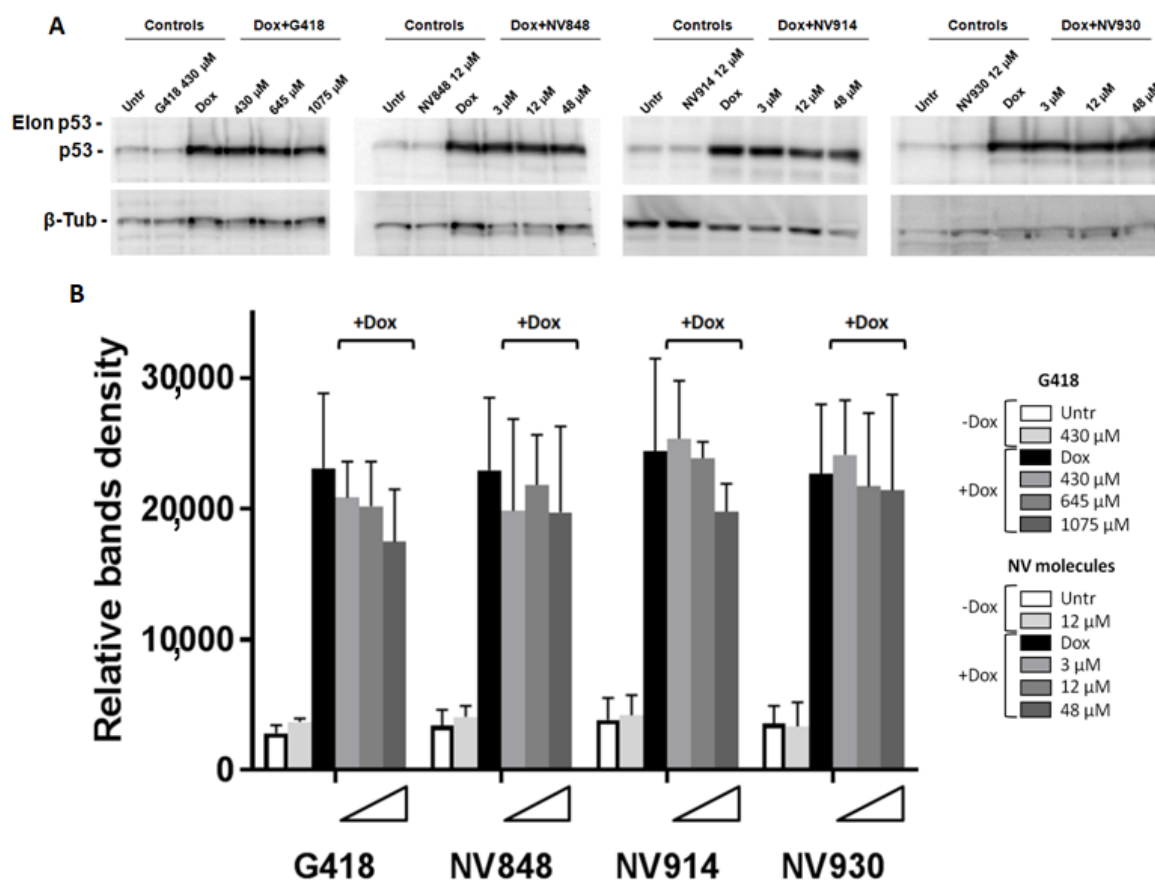 A
Controls Dox+G418 Controls Dox+NV848 Controls Dox+NV914 Controls Dox+NV930
Untr G418 430 µM Dox 430 µM 645 µM 1075 µM Untr NV848 12 µM Dox 3 µM 12 µM 48 µM Untr NV914 12 µM Dox 3 µM 12 µM 48 µM Untr NV930 12 µM Dox 3 µM 12 µM 48 µM
Elon p53 -
p53 -
β-Tub -
B
+Dox +Dox +Dox +Dox
Relative bands density
30,000
20,000
10,000
0
G418 NV848 NV914 NV930
G418
-Dox
Untr
430 µM
+Dox
Dox
430 µM
645 µM
1075 µM
NV molecules
-Dox
Untr
12 µM
+Dox
Dox
3 µM
12 µM
48 µM